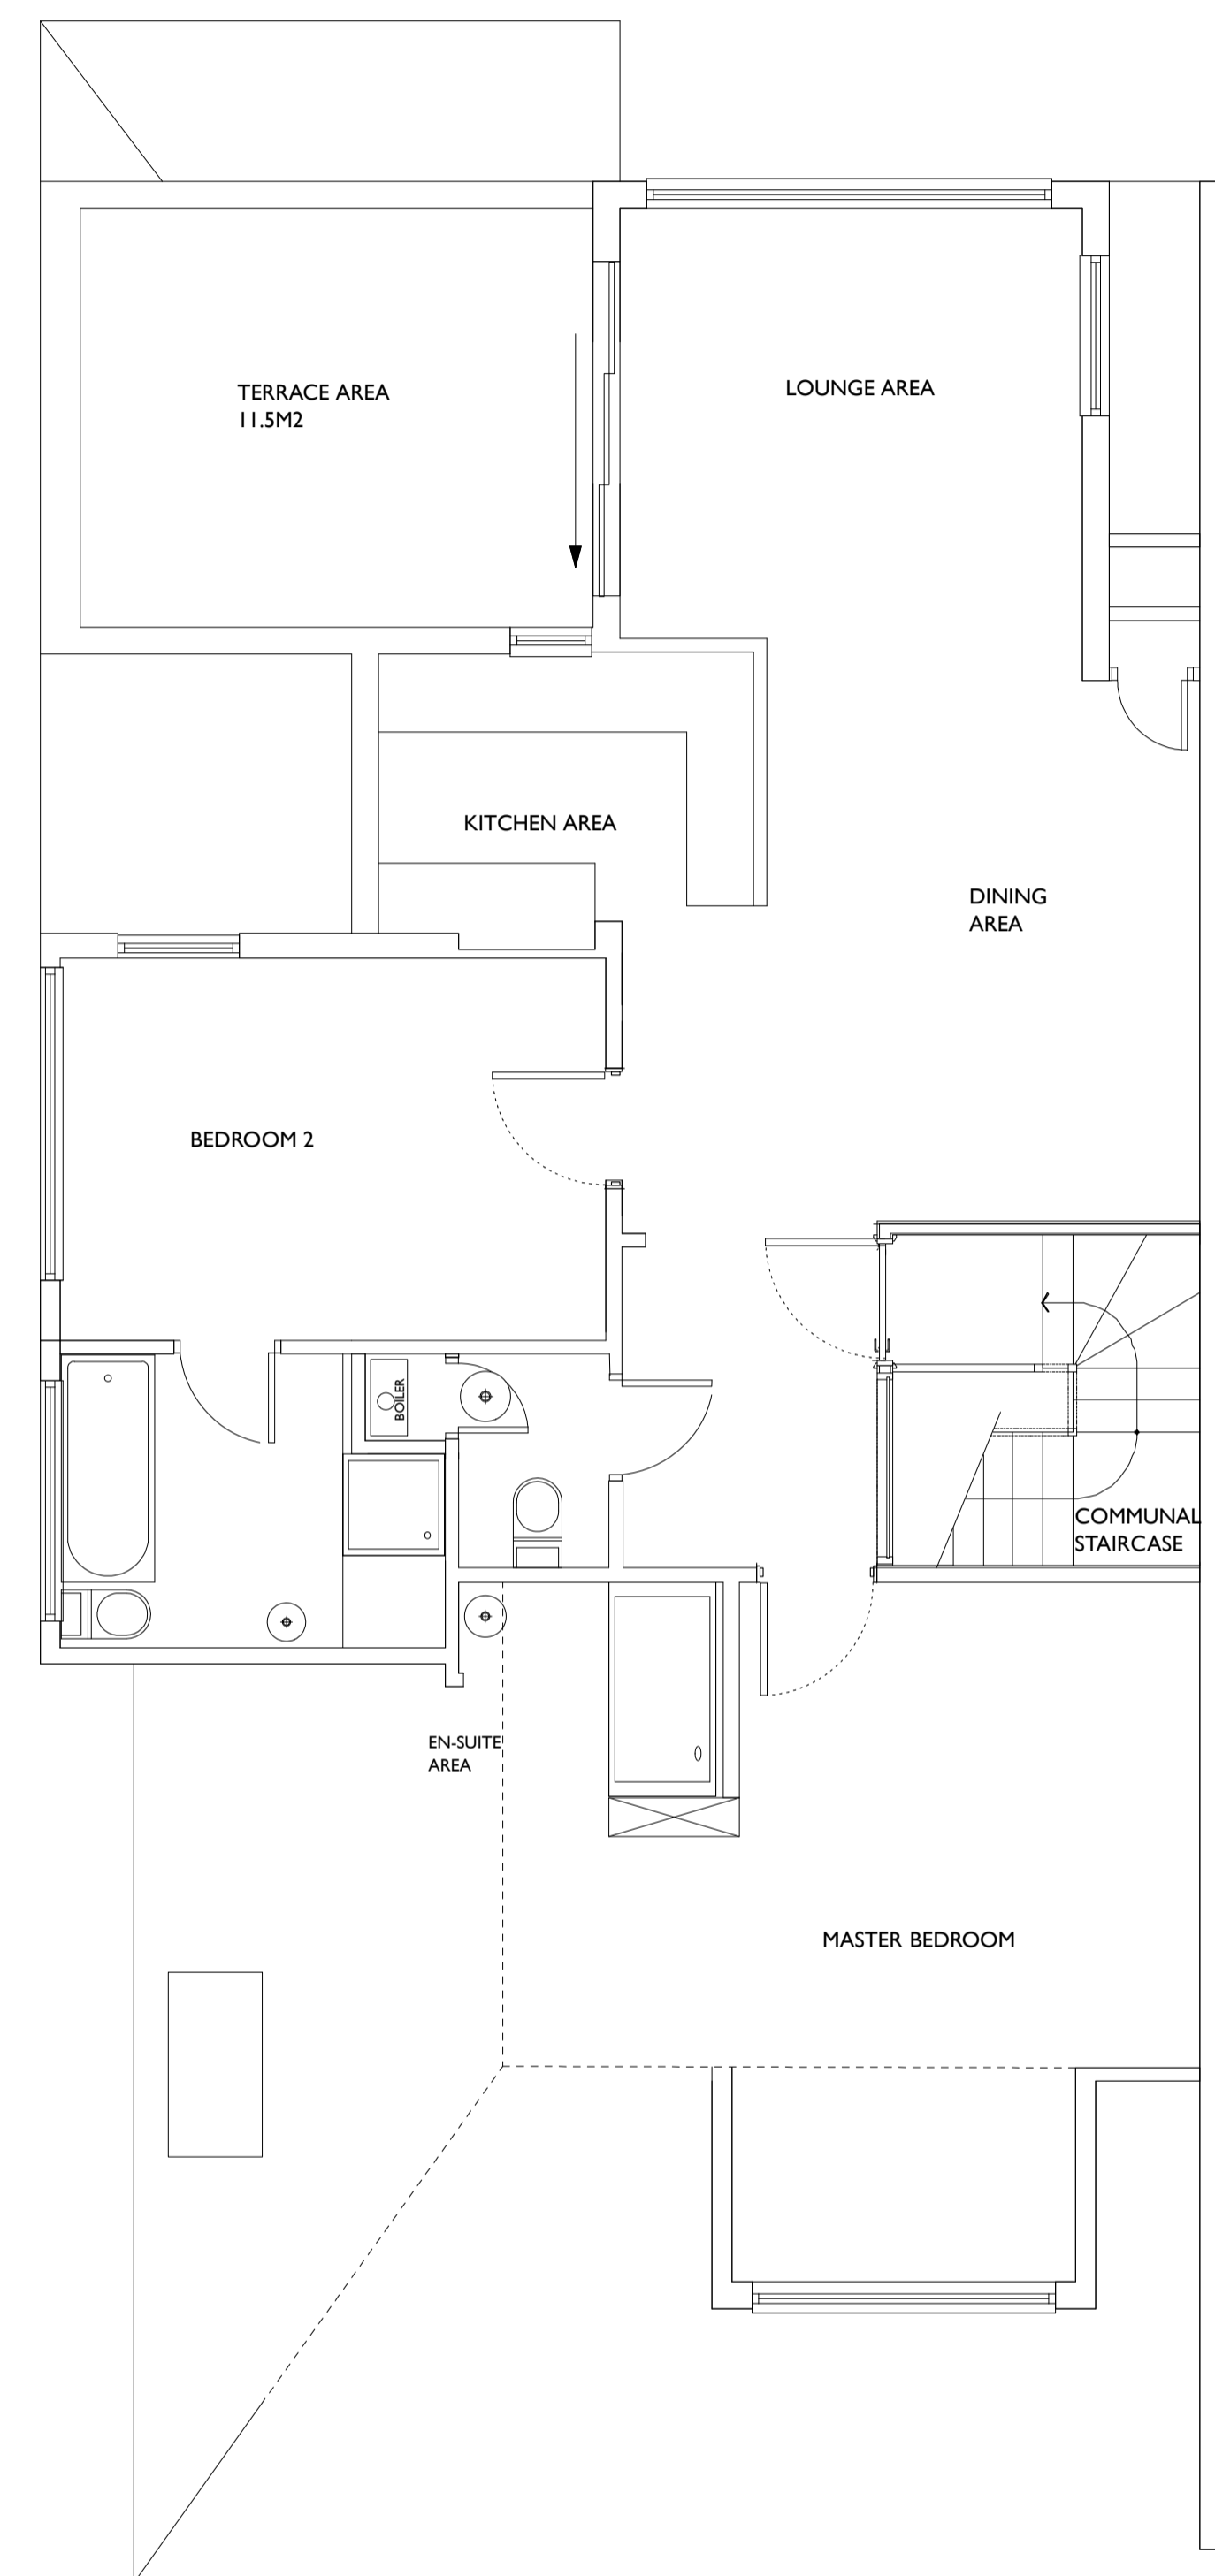 TERRACE AREA
11.5M2
LOUNGE AREA
KITCHEN AREA
DINING
AREA
BEDROOM 2
BOILER
COMMUNAL
STAIRCASE
EN-SUITE
AREA
MASTER BEDROOM